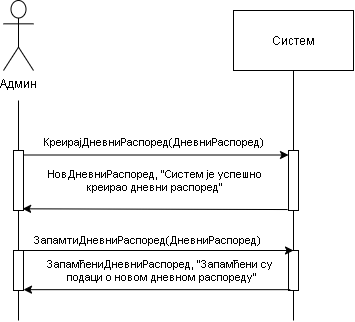 Систем
Админ
КреирајДневниРаспоред(ДневниРаспоред)
НовДневниРаспоред, "Систем је успешно
креирао дневни распоред"
ЗапамтиДневниРаспоред(ДневниРаспоред)
ЗапамћениДневниРаспоред, "Запамћени су
подаци о новом дневном распореду"